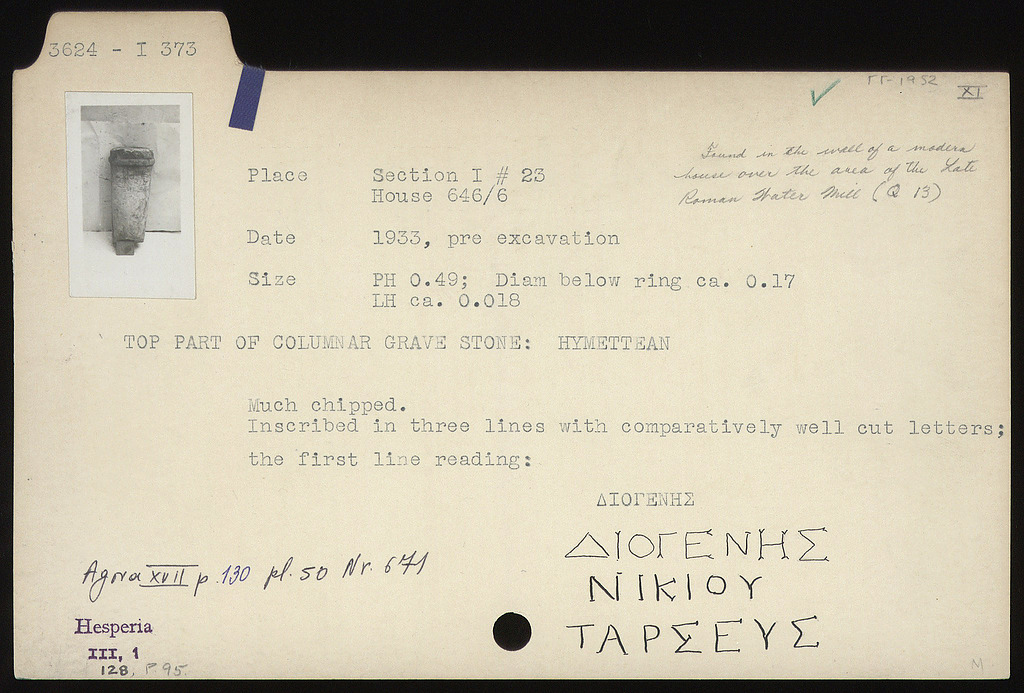 3624 - I 373
ΓΓ-1952
XI
Found in the wall of a modern
house over the area of the Late
Roman Water Mill (Q 13)
Place Section I # 23
House 646/6
Date 1933, pre excavation
Size PH 0.49; Diam below ring ca. 0.17
LH ca. 0.018
TOP PART OF COLUMNAR GRAVE STONE: HYMETTEAN
Much chipped.
Inscribed in three lines with comparatively well cut letters;
the first line reading:
ΔΙΟΓΕΝΗΣ
ΔΙΟΓΕΝΗΣ
ΝΙΚΙΟΥ
ΤΑΡΣΕΥΣ
Agora XVII p. 130 pl. 50 Nr. 671
Hesperia
III, 1
128, P. 95.
M